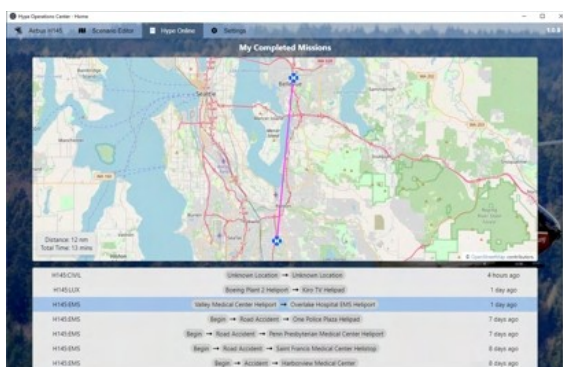 Hype Operations Center - Home
Airbus H145 Scenario Editor Hype Online Settings 1.0.9
My Completed Missions
Seattle
Bellevue
Distance: 12 nm
Total Time: 13 mins
© OpenStreetMap contributors
H145:CIVIL Unknown Location → Unknown Location 4 hours ago
H145:LUX Boeing Plant 2 Heliport → Kiro TV Helipad 1 day ago
H145:EMS Valley Medical Center Heliport → Overlake Hospital EMS Heliport 1 day ago
H145:EMS Begin → Road Accident → One Police Plaza Helipad 7 days ago
H145:EMS Begin → Road Accident → Penn Presbyterian Medical Center Heliport 7 days ago
H145:EMS Begin → Road Accident → Saint Francis Medical Center Helistop 8 days ago
H145:EMS Begin → Accident → Harborview Medical Center 8 days ago